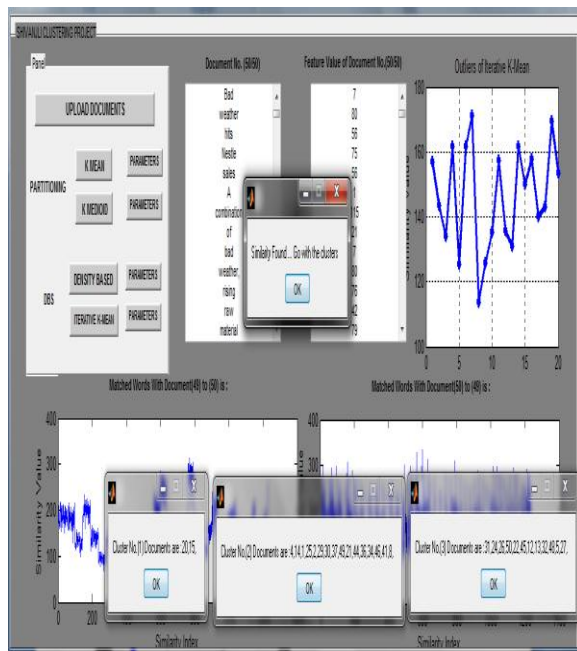 SHIVANJLI CLUSTERING PROJECT
Panel
UPLOAD DOCUMENTS
PARTITIONING
K MEAN
PARAMETERS
K MEDIOD
PARAMETERS
DBS
DENSITY BASED
PARAMETERS
ITERATIVE K-MEAN
PARAMETERS
Document No. (50/50)
Bad
weather
hits
Nestle
sales
A
combination
of
bad
weather,
rising
raw
material
Feature Value of Document No.(50/50)
7
80
56
75
56
1
115
21
7
80
76
42
79
Outliers of Iterative K-Mean
180
160
140
120
100
0 5 10 15 20
Similarity Found... Go with the clusters
OK
Matched Words With Document(49) to (50) is :
400
300
200
100
0
0 200
Similarity Value
Similarity Index
Matched Words With Document(50) to (49) is :
400
300
Similarity Index
Cluster No.(1) Documents are : 20,15,
OK
Cluster No.(2) Documents are :4,14,1,25,2,29,30,37,49,21,44,36,34,46,41,8,
OK
Cluster No.(3) Documents are : 31,24,26,50,22,45,12,13,32,48,5,27,
OK